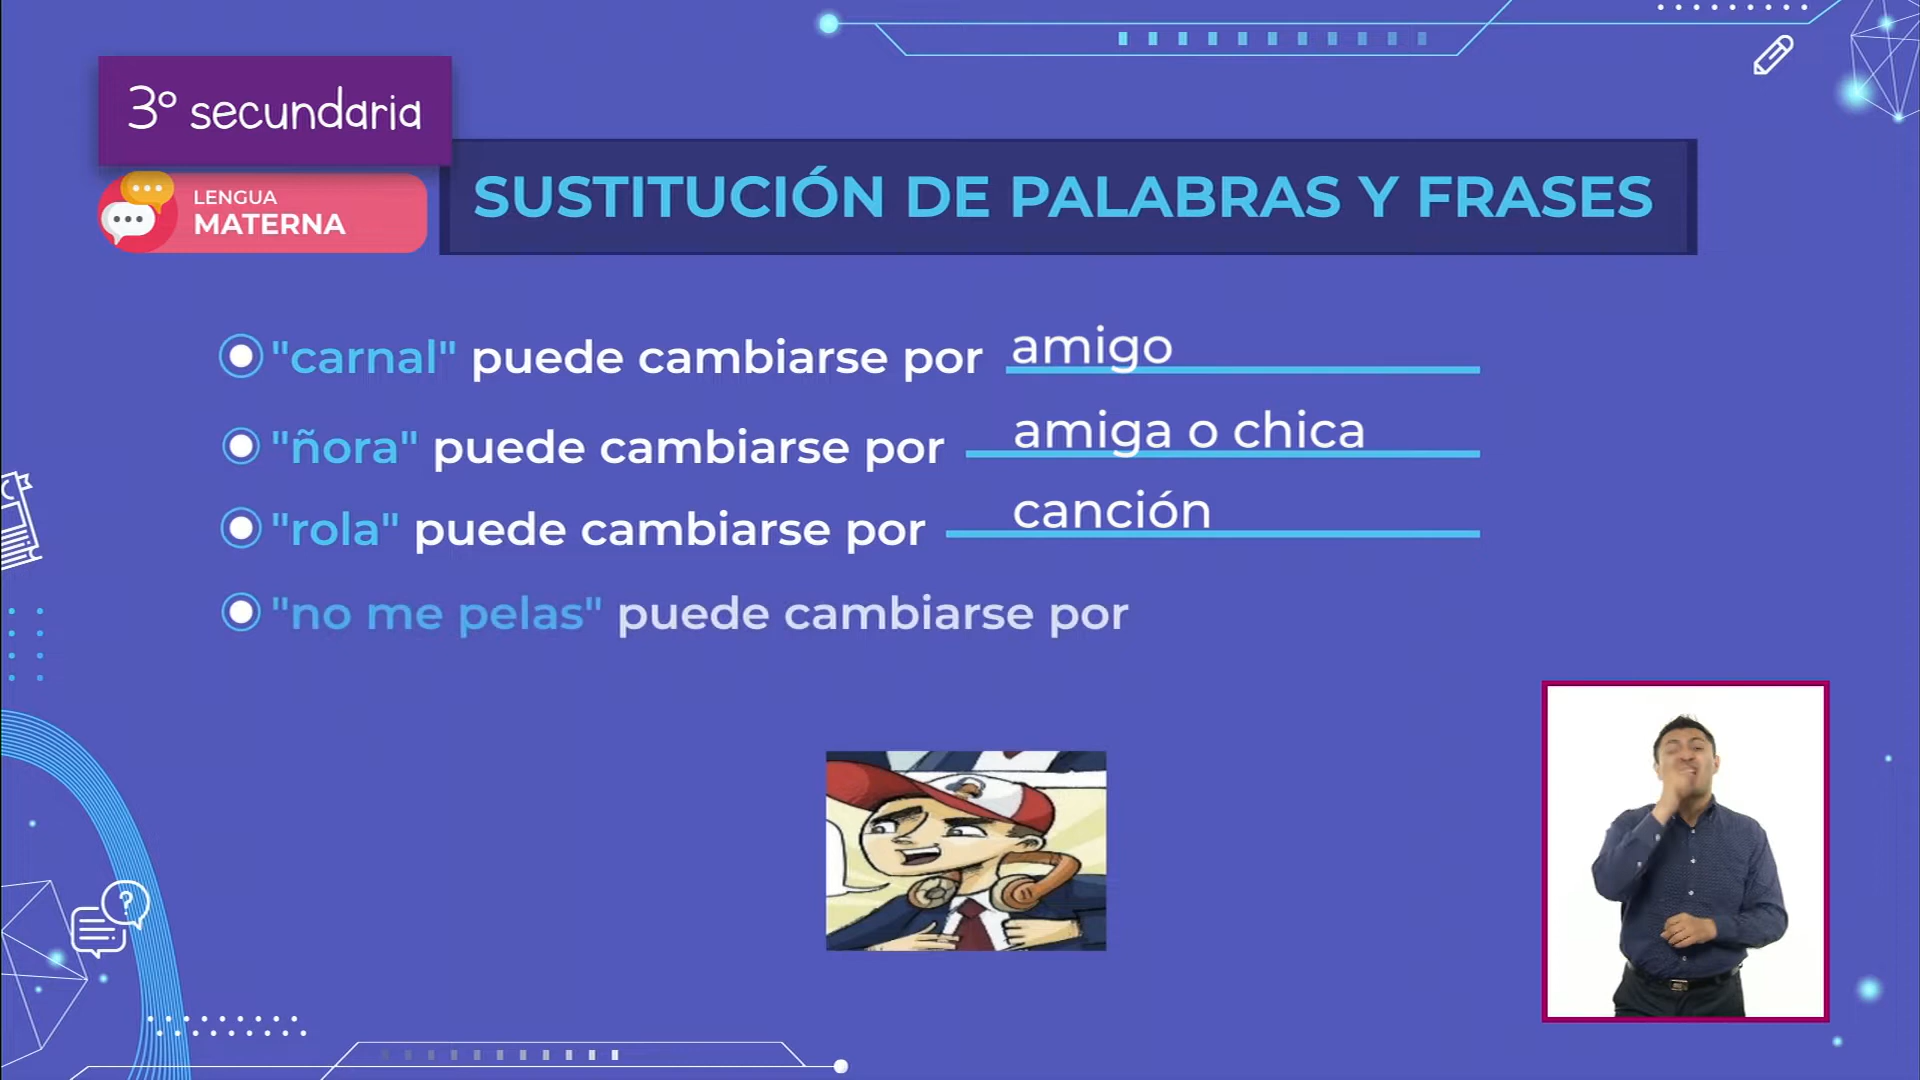 3° secundaria
LENGUA
MATERNA
SUSTITUCIÓN DE PALABRAS Y FRASES
"carnal" puede cambiarse por amigo
"ñora" puede cambiarse por amiga o chica
"rola" puede cambiarse por canción
"no me pelas" puede cambiarse por